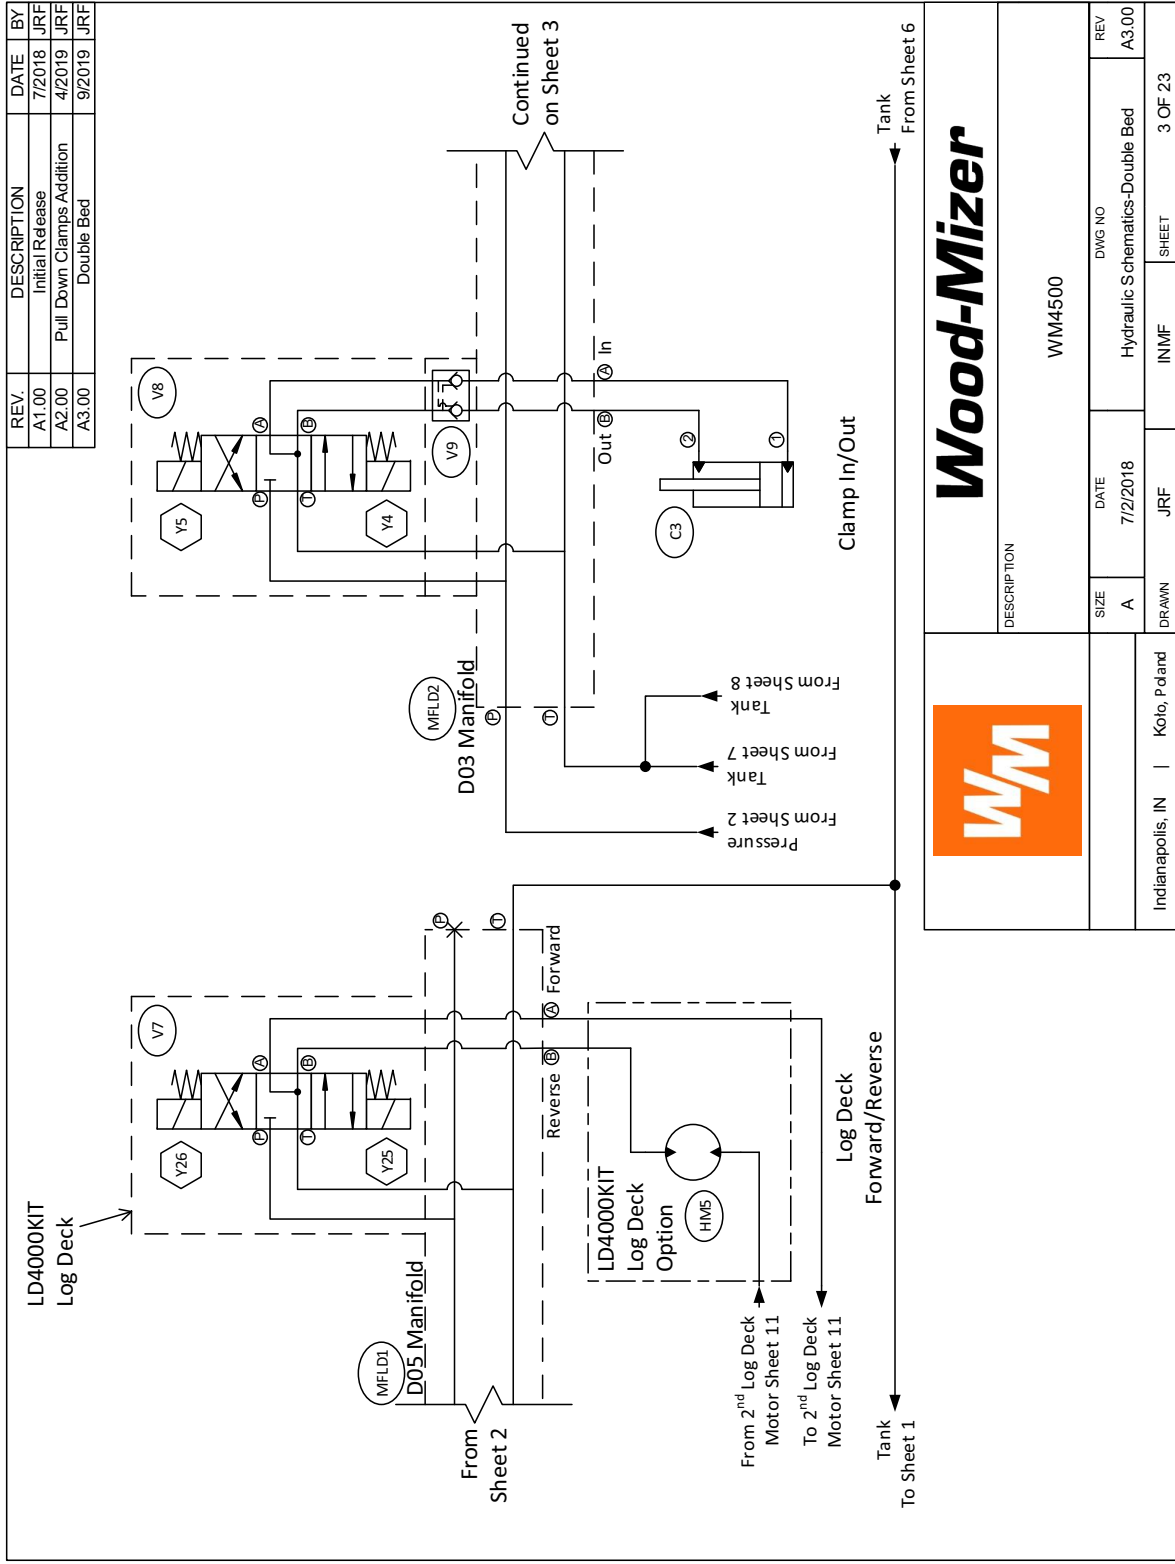 REV. DESCRIPTION DATE BY
A1.00 Initial Release 7/2018 JRF
A2.00 Pull Down Clamps Addition 4/2019 JRF
A3.00 Double Bed 9/2019 JRF
LD4000KIT
Log Deck
V7
Y26
Y25
P
A
T
B
MFLD1
D05 Manifold
From
Sheet 2
P
T
Reverse B
A Forward
LD4000KIT
Log Deck
Option
HM5
From 2nd Log Deck
Motor Sheet 11
To 2nd Log Deck
Motor Sheet 11
Log Deck
Forward/Reverse
Tank
To Sheet 1
V8
Y5
Y4
P
A
T
B
V9
MFLD2
D03 Manifold
P
T
Continued
on Sheet 3
Out B
A In
C3
2
1
Clamp In/Out
Pressure
From Sheet 2
Tank
From Sheet 7
Tank
From Sheet 8
Tank
From Sheet 6
WM
Wood-Mizer
DESCRIPTION
WM4500
SIZE DATE DWG NO REV
A 7/2/2018 Hydraulic Schematics-Double Bed A3.00
Indianapolis, IN | Koło, Poland
DRAWN JRF INMF SHEET 3 OF 23